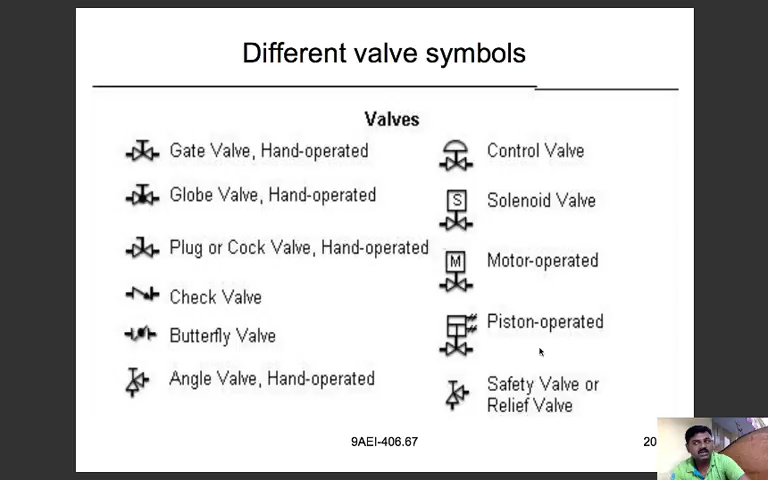 Different valve symbols
Valves
Gate Valve, Hand-operated
Globe Valve, Hand-operated
Plug or Cock Valve, Hand-operated
Check Valve
Butterfly Valve
Angle Valve, Hand-operated
Control Valve
S
Solenoid Valve
M
Motor-operated
Piston-operated
Safety Valve or
Relief Valve
9AEI-406.67
20